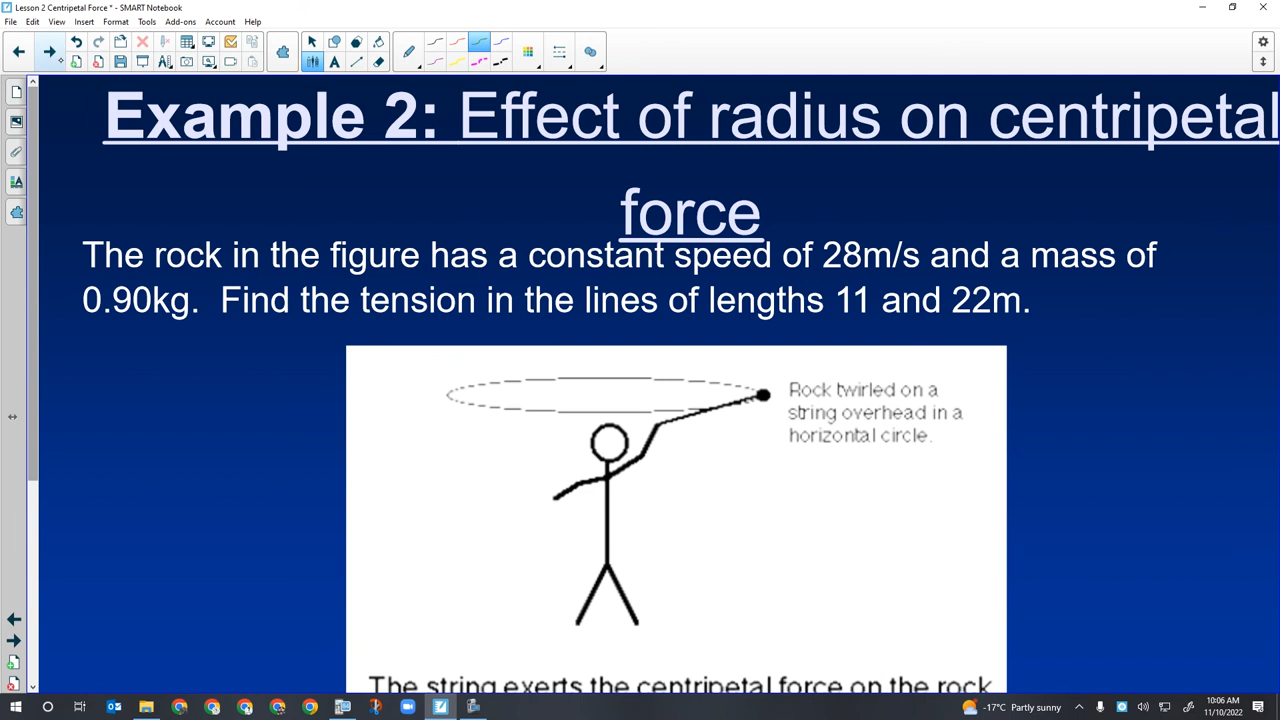 Lesson 2 Centripetal Force * - SMART Notebook
File Edit View Insert Format Tools Add-ons Account Help
Example 2: Effect of radius on centripetal
force
The rock in the figure has a constant speed of 28m/s and a mass of
0.90kg. Find the tension in the lines of lengths 11 and 22m.
Rock twirled on a
string overhead in a
horizontal circle.
The string exerts the centripetal force on the rock
-17°C Partly sunny
10:06 AM
11/10/2022